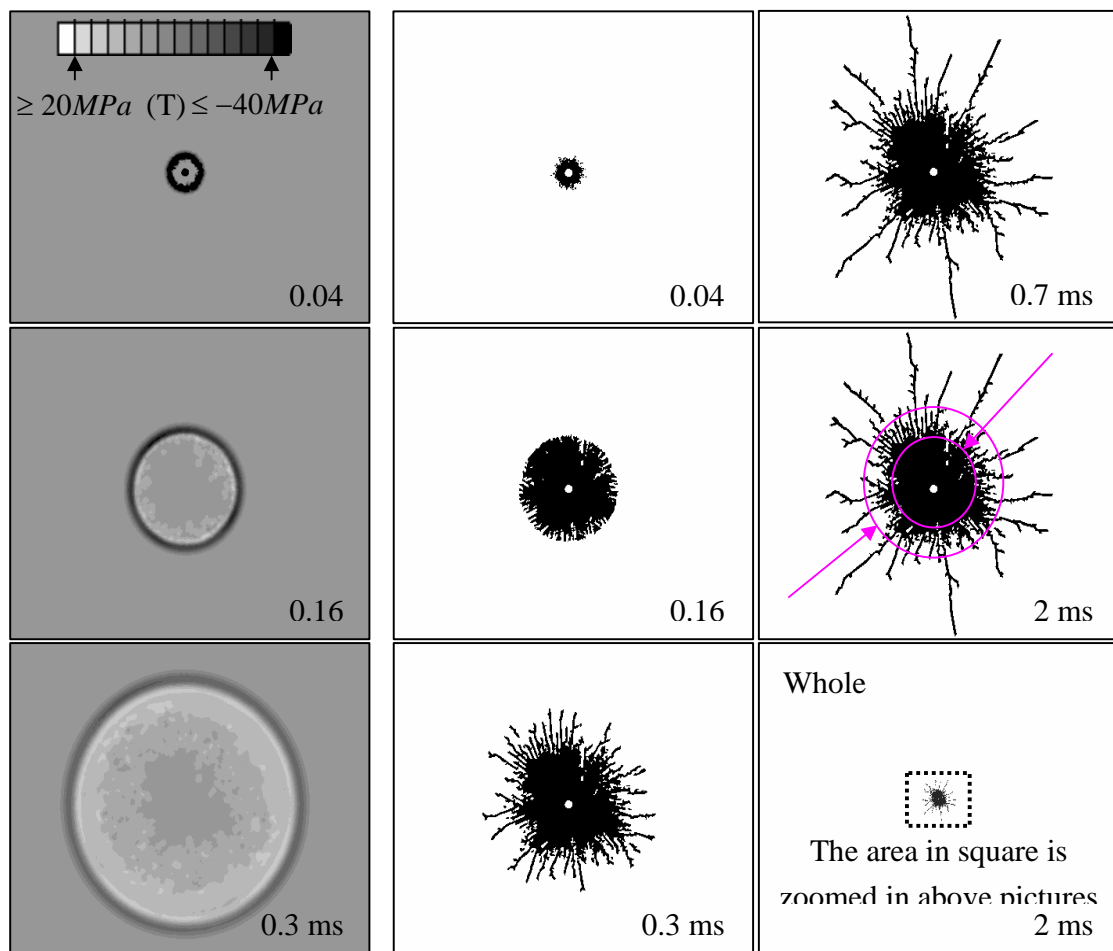 ≥ 20MPa (T) ≤ −40MPa
0.04
0.04
0.7 ms
0.16
0.16
2 ms
0.3 ms
0.3 ms
Whole
The area in square is
zoomed in above pictures
2 ms